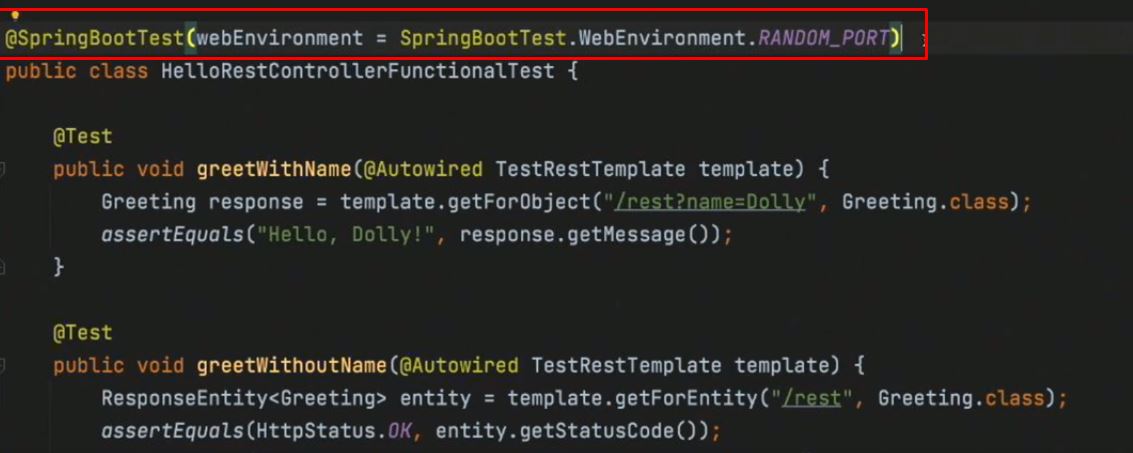 @SpringBootTest(webEnvironment = SpringBootTest.WebEnvironment.RANDOM_PORT)
public class HelloRestControllerFunctionalTest {
@Test
public void greetWithName(@Autowired TestRestTemplate template) {
Greeting response = template.getForObject("/rest?name=Dolly", Greeting.class);
assertEquals("Hello, Dolly!", response.getMessage());
}
@Test
public void greetWithoutName(@Autowired TestRestTemplate template) {
ResponseEntity<Greeting> entity = template.getForEntity("/rest", Greeting.class);
assertEquals(HttpStatus.OK, entity.getStatusCode());